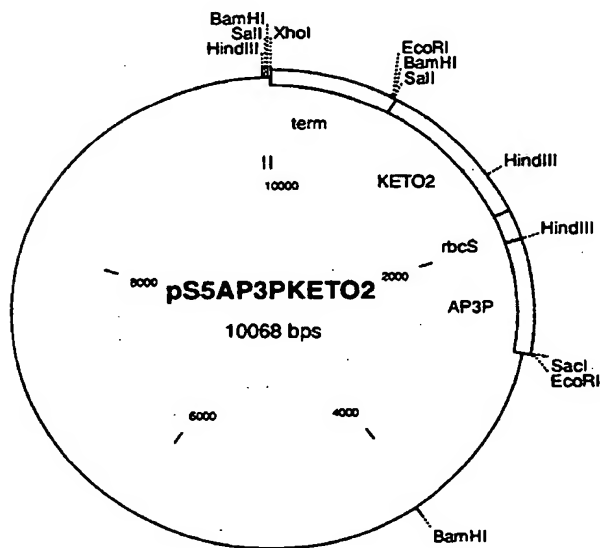 BamHI
SalI
XhoI
HindIII
EcoRI
BamHI
SalI
term
HindIII
KETO2
10000
HindIII
rbcS
8000
pS5AP3PKETO2
2000
AP3P
10068 bps
SacI
EcoRI
6000
4000
BamHI